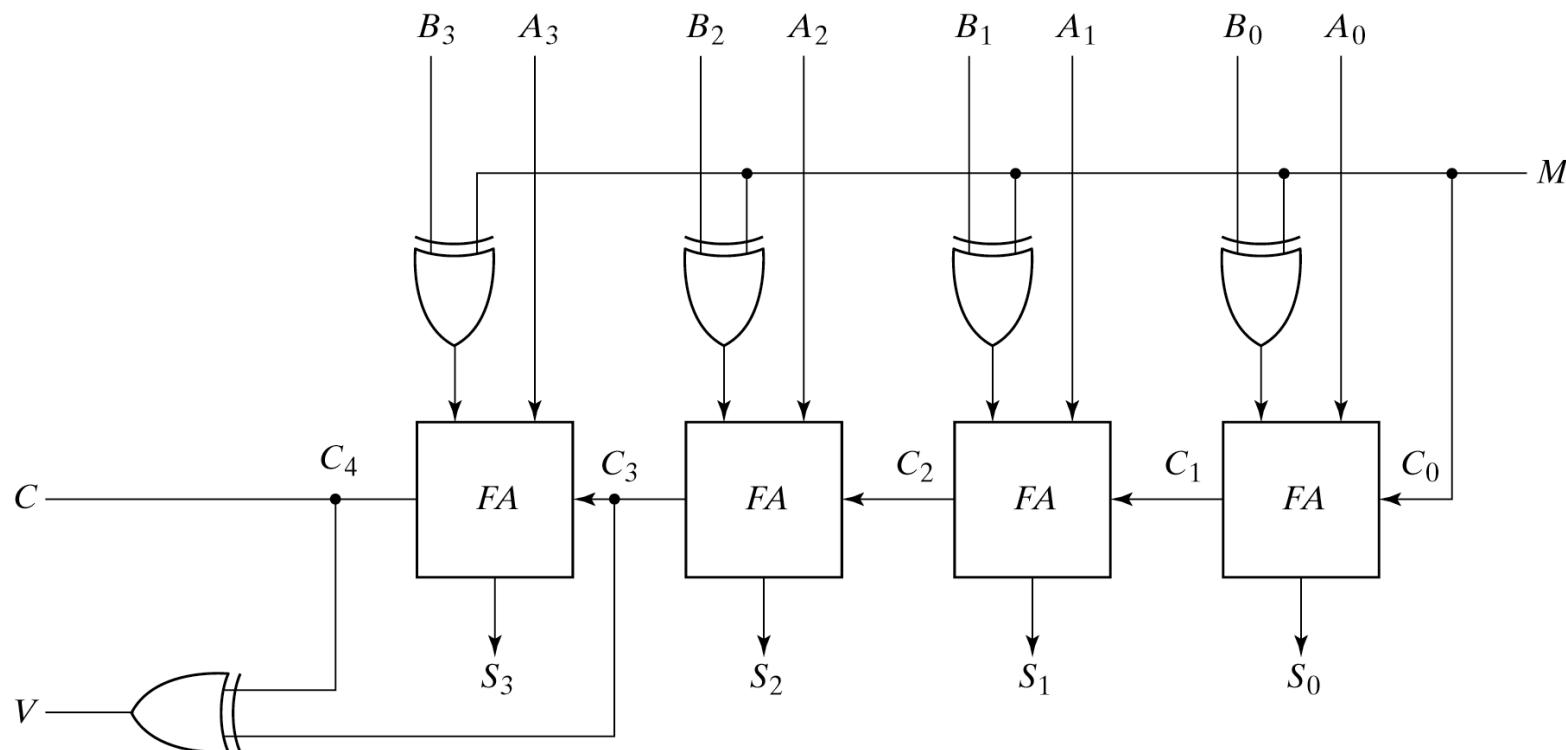 B3 A3 B2 A2 B1 A1 B0 A0
M
C4 C3 C2 C1 C0
C FA FA FA FA
S3 S2 S1 S0
V